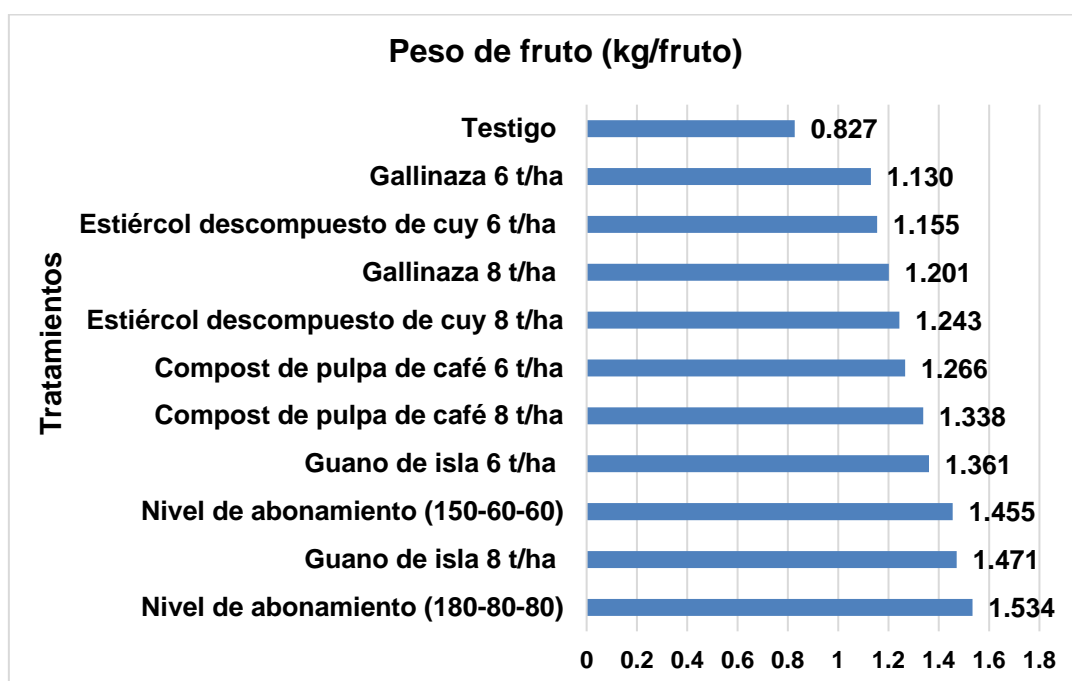 Peso de fruto (kg/fruto)
Tratamientos
Testigo 0.827
Gallinaza 6 t/ha 1.130
Estiércol descompuesto de cuy 6 t/ha 1.155
Gallinaza 8 t/ha 1.201
Estiércol descompuesto de cuy 8 t/ha 1.243
Compost de pulpa de café 6 t/ha 1.266
Compost de pulpa de café 8 t/ha 1.338
Guano de isla 6 t/ha 1.361
Nivel de abonamiento (150-60-60) 1.455
Guano de isla 8 t/ha 1.471
Nivel de abonamiento (180-80-80) 1.534
0 0.2 0.4 0.6 0.8 1 1.2 1.4 1.6 1.8